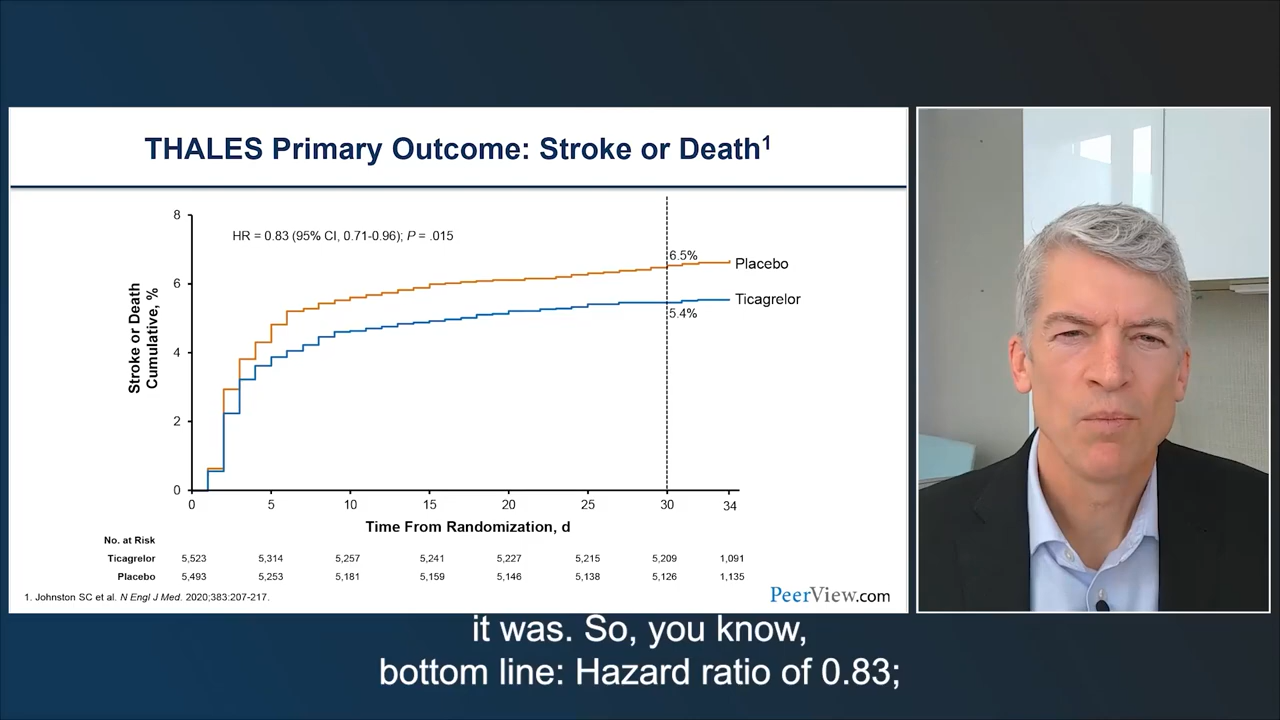 THALES Primary Outcome: Stroke or Death1
8
HR = 0.83 (95% CI, 0.71-0.96); P = .015
6.5%
Placebo
6
Ticagrelor
5.4%
Stroke or Death
Cumulative, %
4
2
0
0 5 10 15 20 25 30 34
Time From Randomization, d
No. at Risk
Ticagrelor 5,523 5,314 5,257 5,241 5,227 5,215 5,209 1,091
Placebo 5,493 5,253 5,181 5,159 5,146 5,138 5,126 1,135
1. Johnston SC et al. N Engl J Med. 2020;383:207-217.
PeerView.com
it was. So, you know,
bottom line: Hazard ratio of 0.83;